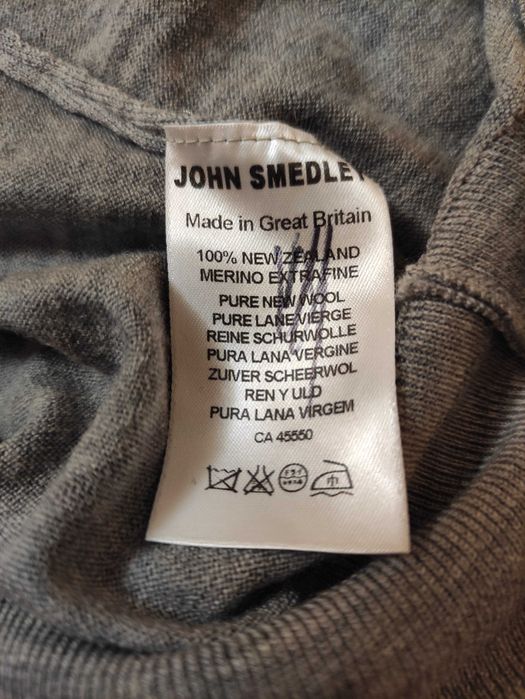 JOHN SMEDLEY
Made in Great Britain
100% NEW ZEALAND
MERINO EXTRAFINE
PURE NEW WOOL
PURE LANE VIERGE
REINE SCHURWOLLE
PURA LANA VERGINE
ZUIVER SCHEERWOL
REN Y ULD
PURA LANA VIRGEM
CA 45550